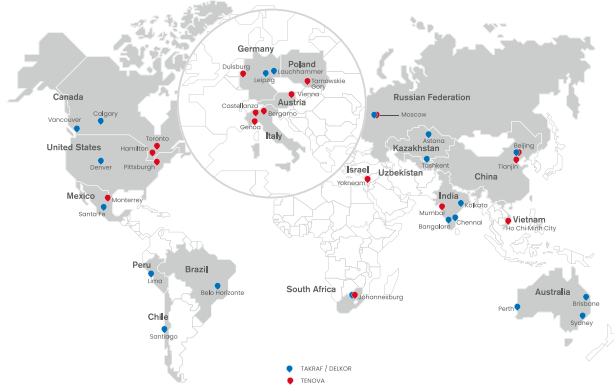 Germany
Duisburg
Poland
Lauchhammer
Leipzig
Tarnowskie
Gory
Vienna
Austria
Castellanza
Bergamo
Genoa
Italy
Canada
Vancouver
Calgary
Toronto
United States
Hamilton
Denver
Pittsburgh
Mexico
Monterrey
Santa Fe
Peru
Lima
Brazil
Belo Horizonte
Chile
Santiago
Russian Federation
Moscow
Astana
Kazakhstan
Tashkent
Uzbekistan
Beijing
Tianjin
China
Israel
Yokneam
India
Kolkata
Mumbai
Chennai
Bangalore
Vietnam
Ho Chi Minh City
South Africa
Johannesburg
Australia
Brisbane
Perth
Sydney
TAKRAF / DELKOR
TENOVA